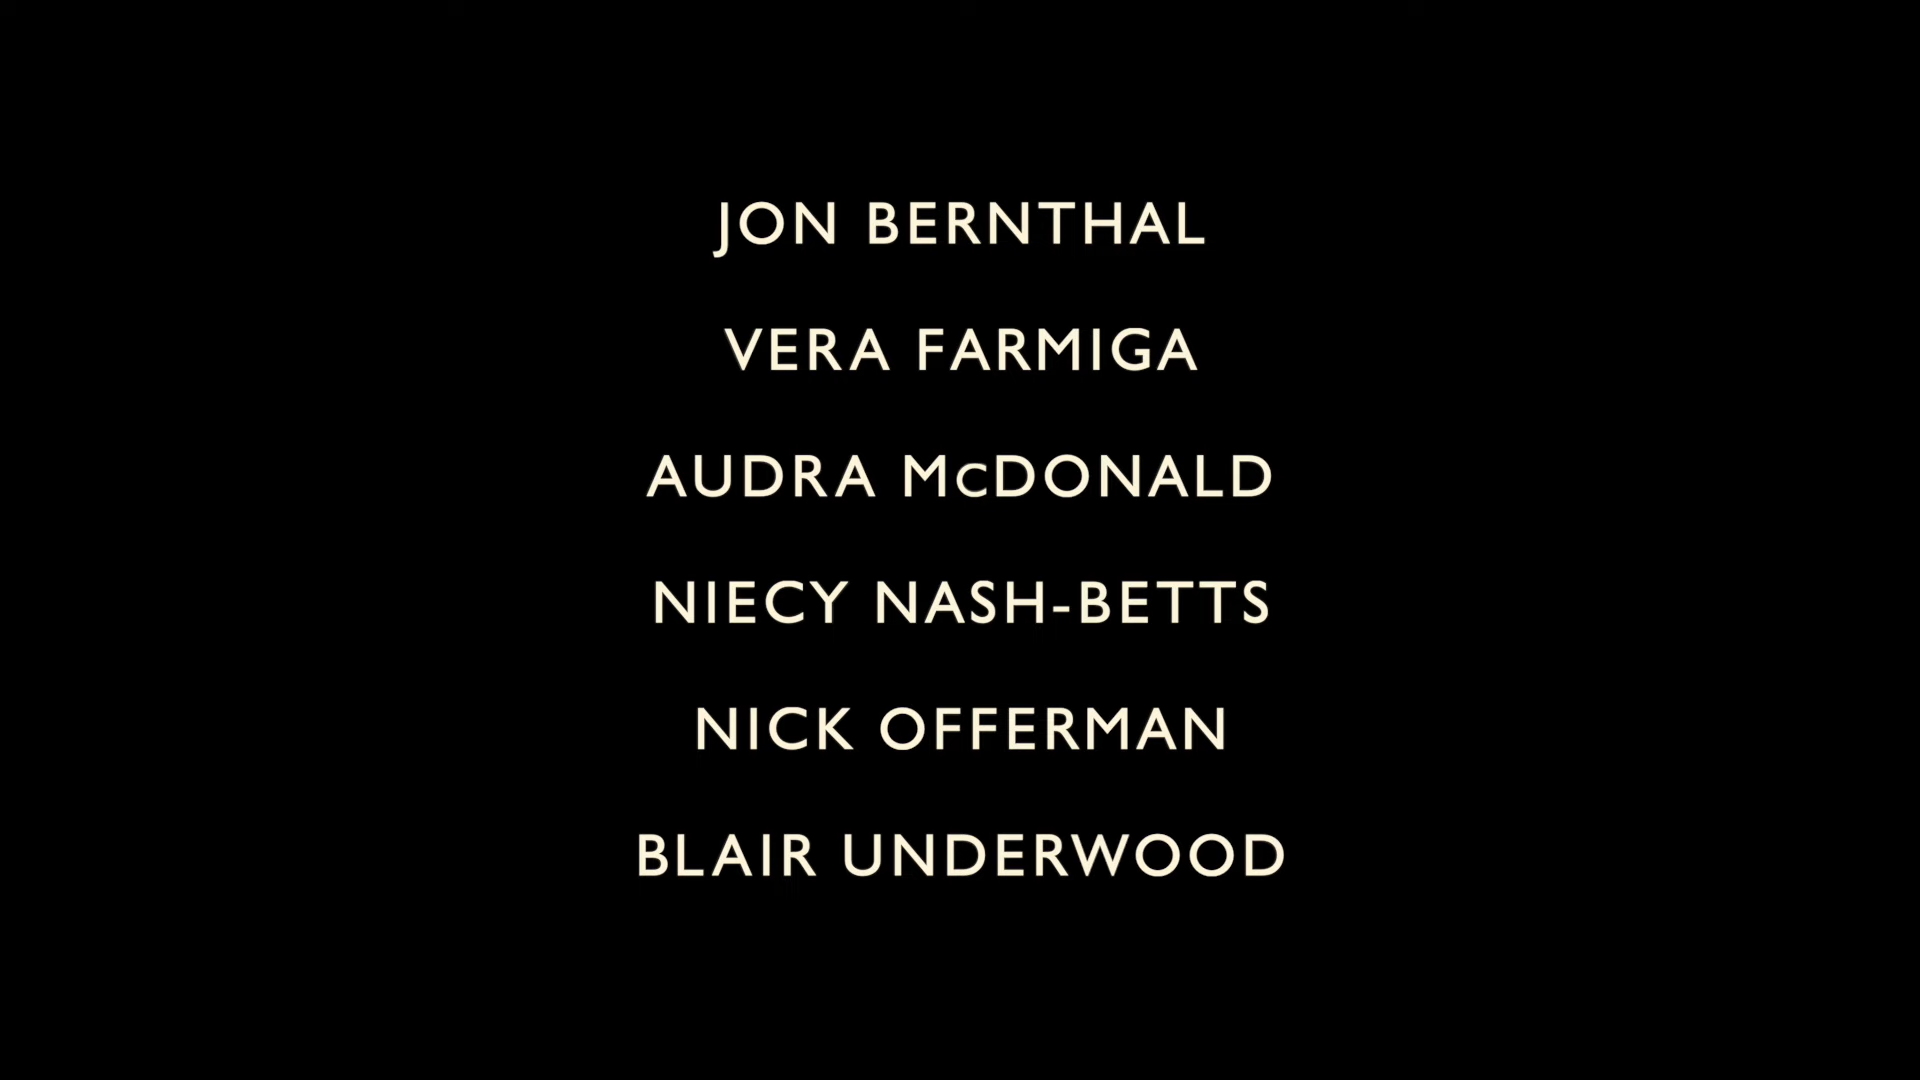 JON BERNTHAL
VERA FARMIGA
AUDRA McDONALD
NIECY NASH-BETTS
NICK OFFERMAN
BLAIR UNDERWOOD